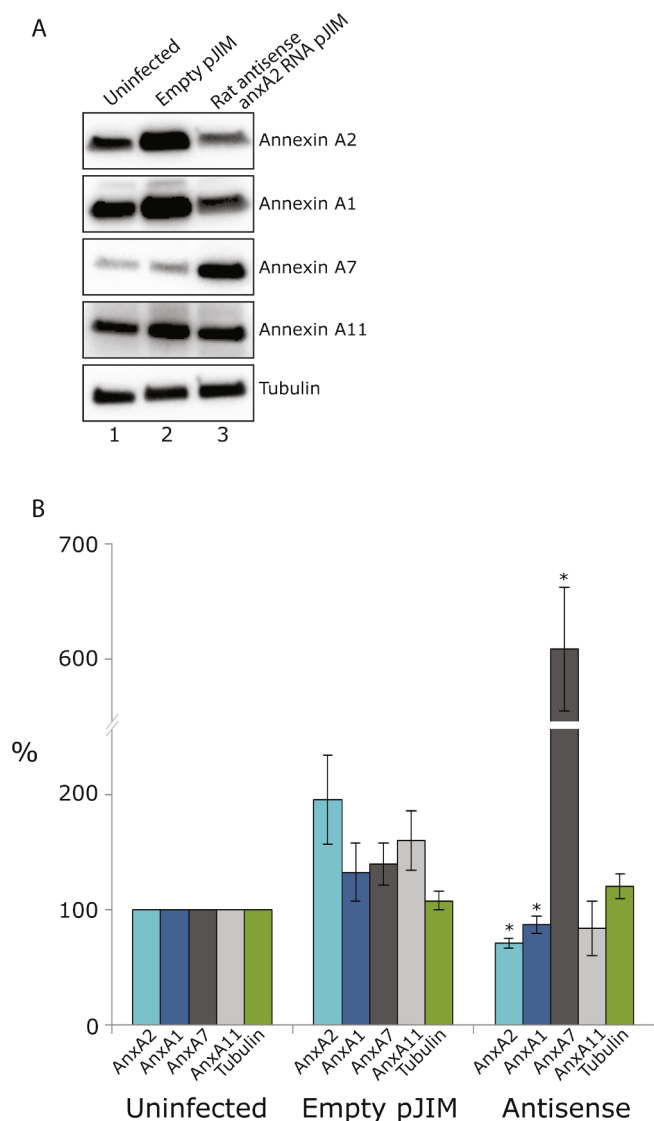 A
Uninfected
Empty pJIM
Rat antisense
anxA2 RNA pJIM
Annexin A2
Annexin A1
Annexin A7
Annexin A11
Tubulin
1 2 3
B
700
600
%
200
100
0
*
* *
AnxA2 AnxA1 AnxA7 AnxA11 Tubulin AnxA2 AnxA1 AnxA7 AnxA11 Tubulin AnxA2 AnxA1 AnxA7 AnxA11 Tubulin
Uninfected Empty pJIM Antisense